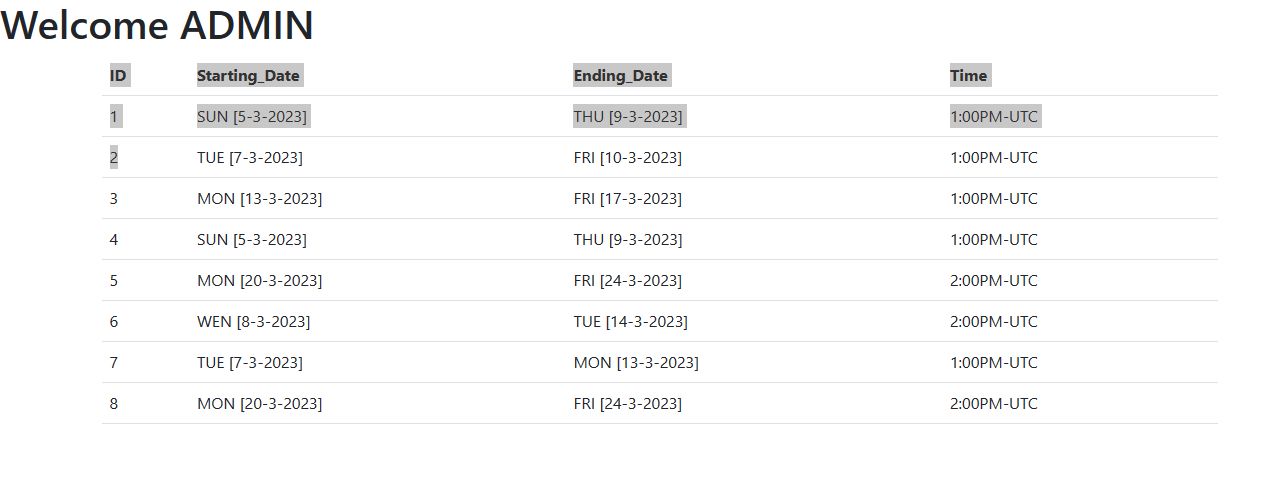 Welcome ADMIN
ID Starting_Date Ending_Date Time
1 SUN [5-3-2023] THU [9-3-2023] 1:00PM-UTC
2 TUE [7-3-2023] FRI [10-3-2023] 1:00PM-UTC
3 MON [13-3-2023] FRI [17-3-2023] 1:00PM-UTC
4 SUN [5-3-2023] THU [9-3-2023] 1:00PM-UTC
5 MON [20-3-2023] FRI [24-3-2023] 2:00PM-UTC
6 WEN [8-3-2023] TUE [14-3-2023] 2:00PM-UTC
7 TUE [7-3-2023] MON [13-3-2023] 1:00PM-UTC
8 MON [20-3-2023] FRI [24-3-2023] 2:00PM-UTC